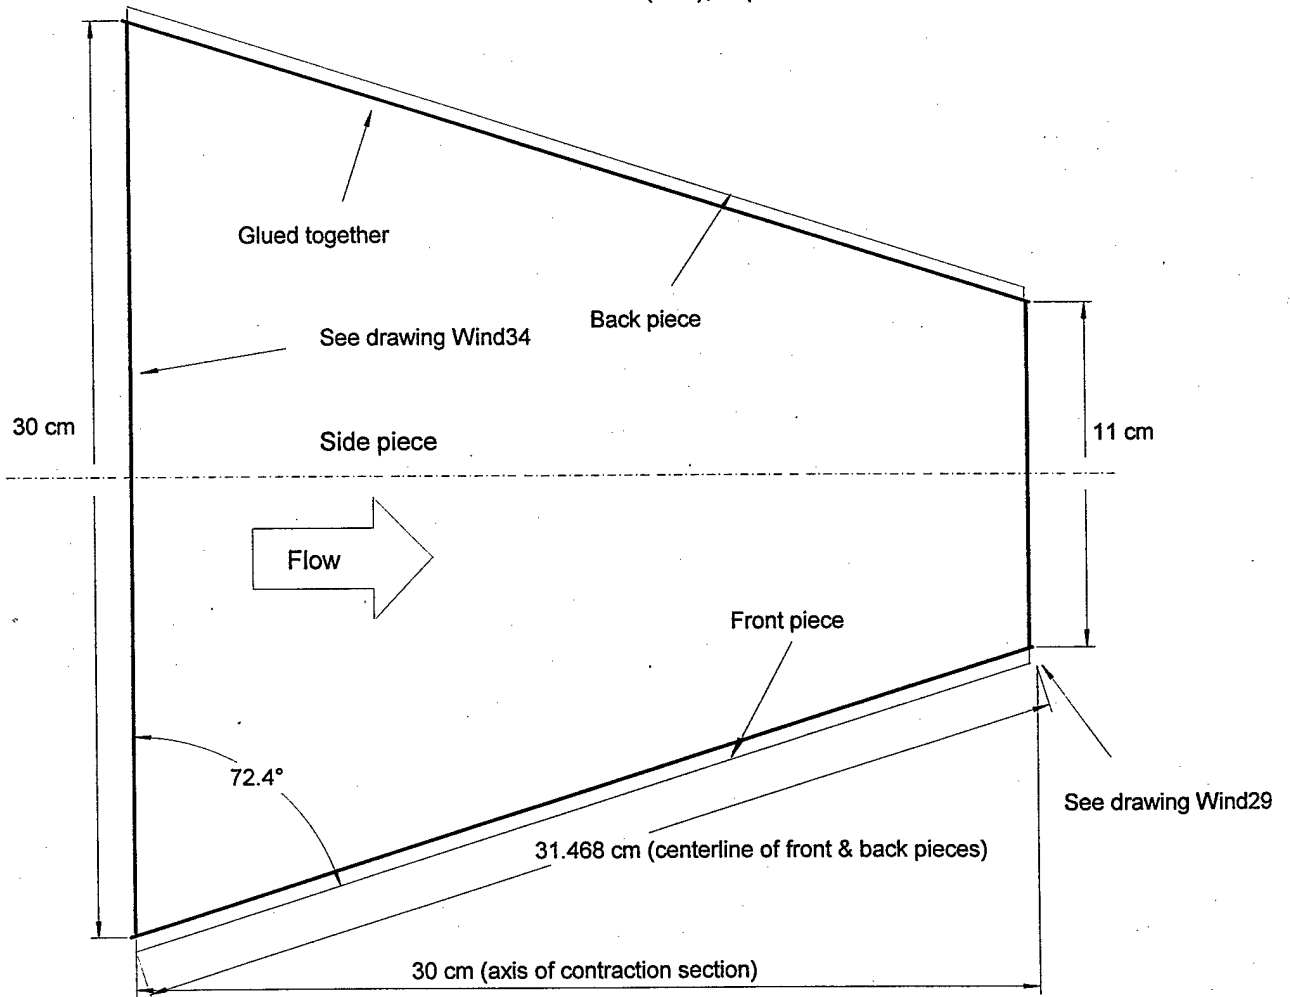 Glued together
Back piece
See drawing Wind34
30 cm
11 cm
Side piece
Flow
Front piece
72.4°
See drawing Wind29
31.468 cm (centerline of front & back pieces)
30 cm (axis of contraction section)